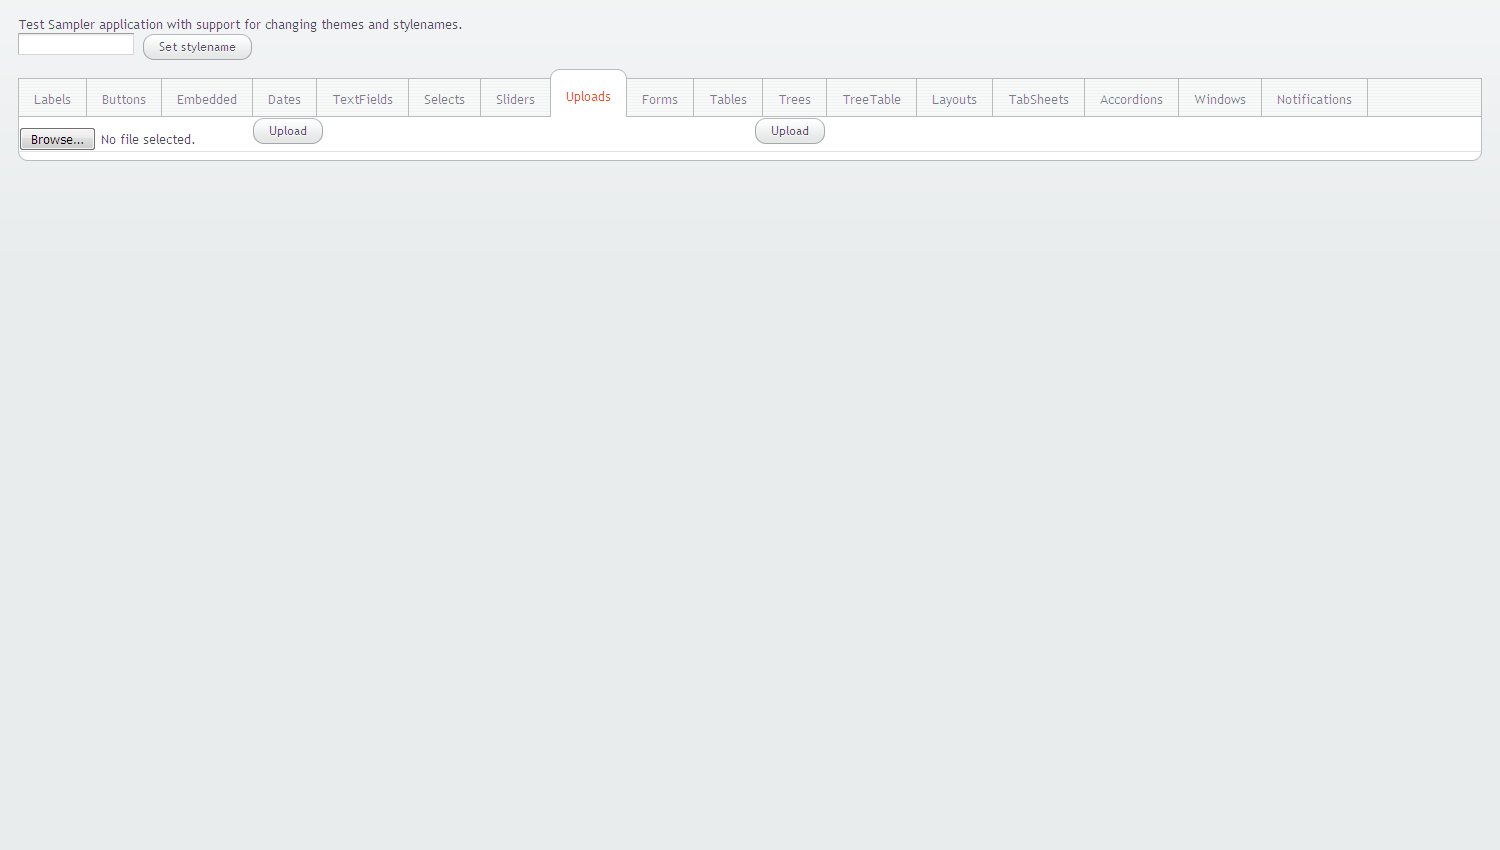 Test Sampler application with support for changing themes and stylenames.
Set stylename
Labels Buttons Embedded Dates TextFields Selects Sliders Uploads Forms Tables Trees TreeTable Layouts TabSheets Accordions Windows Notifications
Browse... No file selected. Upload Upload